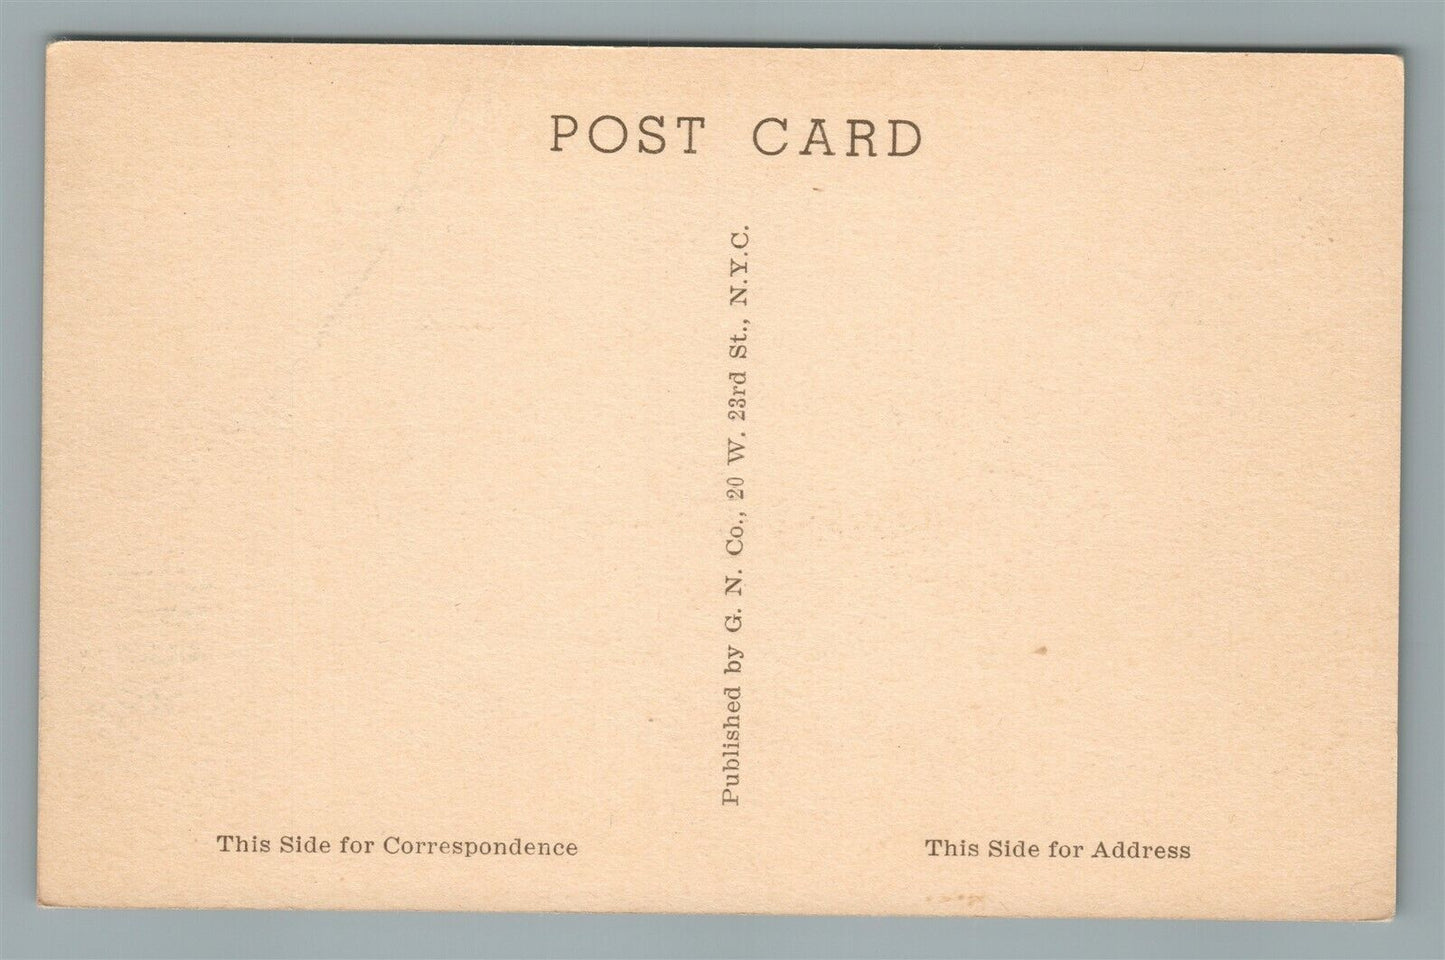 POST CARD
Published by G. N. Co., 20 W. 23rd St., N.Y.C.
This Side for Correspondence
This Side for Address